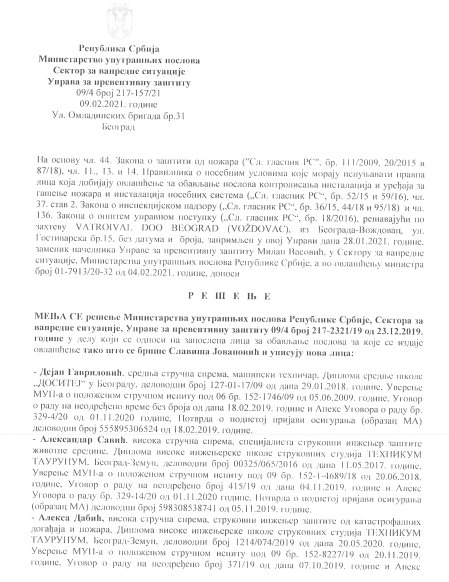 Република Србија
Министарство унутрашњих послова
Сектор за ванредне ситуације
Управа за превентивну заштиту
09/4 број 217-157/21
09.02.2021. године
Ул. Омладинских бригада бр.31
Београд
На основу чл. 44. Закона о заштити од пожара ("Сл. гласник РС", бр. 111/2009, 20/2015 и
87/18), чл. 11., 13. и 14. Правилника о посебним условима које морају испуњавати правна
лица која добијају овлашћење за обављање послова контролисања инсталација и уређаја за
гашење пожара и инсталација посебних система („Сл. гласник РС“, бр. 52/15 и 59/16), чл.
37. став 2. Закона о инспекцијском надзору („Сл. гласник РС“, бр. 36/15, 44/18 и 95/18) и чл.
136. Закона о општем управном поступку („Сл. гласник РС, бр. 18/2016), решавајући по
захтеву VATROIVAL DOO BEOGRAD (VOŽDOVAC), из Београда-Вождовац, ул.
Гостиварска бр.15, без датума и броја, запримљен у овој Управи дана 28.01.2021. године,
заменик начелника Управе за превентивну заштиту Милан Васовић, у Сектору за ванредне
ситуације, Министарства унутрашњих послова Републике Србије, а по овлашћењу министра
број 01-7913/20-32 од 04.02.2021. године, доноси
Р Е Ш Е Њ Е
МЕЊА СЕ решење Министарства унутрашњих послова Републике Србије, Сектора за
ванредне ситуације, Управе за превентивну заштиту 09/4 број 217-2321/19 од 23.12.2019.
године у делу који се односи на запослена лица за обављање послова за које се издаје
овлашћење тако што се брише Славиша Јовановић и уписују нова лица:
- Дејан Гавриловић, средња стручна спрема, машински техничар. Диплома средње школе
„ДОСИТЕЈ“ у Београду, деловодни број 127-01-17/09 од дана 29.01.2018. године, Уверење
МУП-а о положеном стручном испиту под 06 бр. 152-1746/09 од 05.06.2009. године, Уговор
о раду на неодређено време без броја од дана 18.02.2019. године и Анекс Уговора о раду бр.
329-4/20 од 01.11.2020 године, Потврда о поднетој пријави осигурања (образац МА)
деловодни број 555895306524 од 18.02.2019. године.
- Александар Савић, висока стручна спрема, специјалиста струковни инжењер заштите
животне средине. Диплома високе инжењерске школе струковних студија ТЕХНИКУМ
ТАУРУНУМ, Београд-Земун, деловодни број 00325/065/2016 од дана 11.05.2017. године,
Уверење МУП-а о положеном стручном испиту под 09 бр. 152-1-4689/18 од 20.06.2018.
године, Уговор о раду на неодређено број 415/19 од дана 04.11.2019. године и Анекс
Уговора о раду бр. 329-14/20 од 01.11.2020 године, Потврда о поднетој пријави осигурања
(образац МА) деловодни број 598308538741 од 05.11.2019. године.
- Алекса Дабић, висока стручна спрема, струковни инжењер заштите од катастрофалних
догађаја и пожара, Диплома високе инжењерске школе струковних студија ТЕХНИКУМ
ТАУРУНУМ, Београд-Земун, деловодни број 1214/074/2019 од дана 20.05.2020. године,
Уверење МУП-а о положеном стручном испиту под 09 бр. 152-8227/19 од 20.11.2019.
године, Уговор о раду на неодређено број 371/19 од дана 07.10.2019. године и Анекс